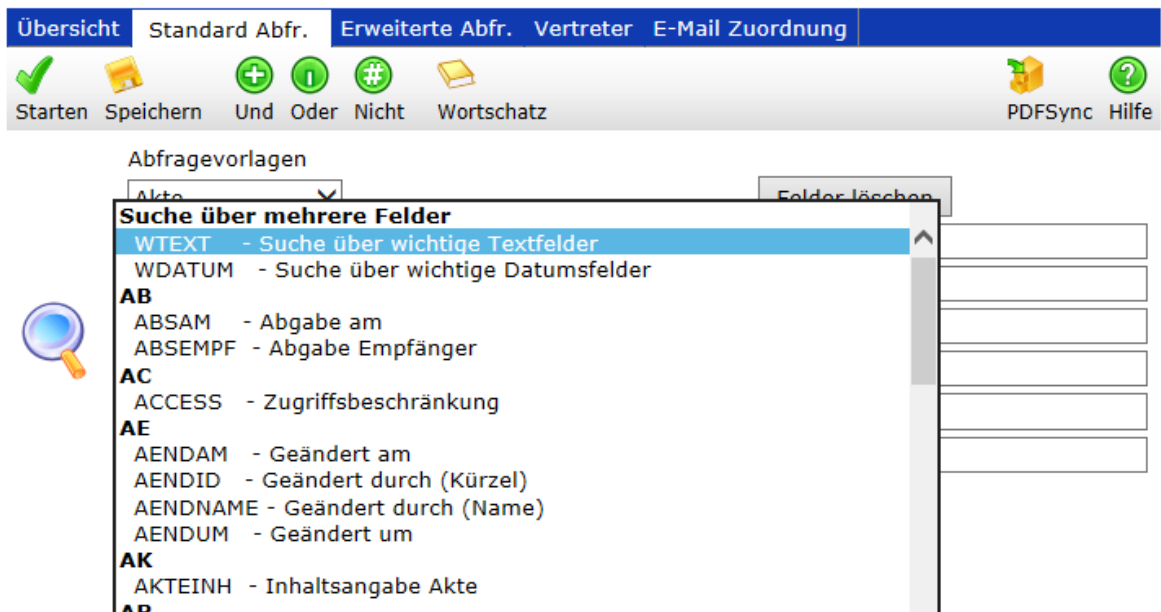 Übersicht Standard Abfr. Erweiterte Abfr. Vertreter E-Mail Zuordnung
Starten Speichern Und Oder Nicht Wortschatz PDFSync Hilfe
Abfragevorlagen
Akte Felder löschen
Suche über mehrere Felder
WTEXT - Suche über wichtige Textfelder
WDATUM - Suche über wichtige Datumsfelder
AB
ABSAM - Abgabe am
ABSEMPF - Abgabe Empfänger
AC
ACCESS - Zugriffsbeschränkung
AE
AENDAM - Geändert am
AENDID - Geändert durch (Kürzel)
AENDNAME - Geändert durch (Name)
AENDUM - Geändert um
AK
AKTEINH - Inhaltsangabe Akte